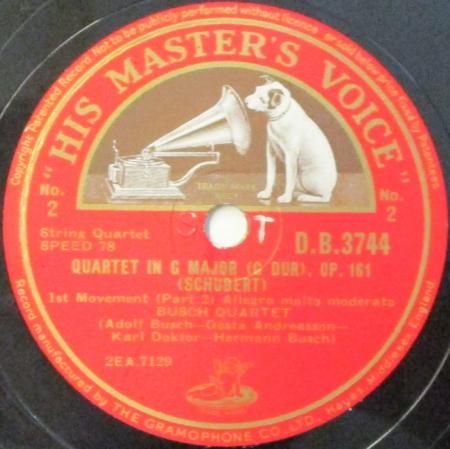 Copyright. Patented Record Not to be publicly performed without licence or sold below price fixed by Patentees
"HIS MASTER'S VOICE"
TRADE MARK
No. 2
No. 2
String Quartet
SPEED 78
S T
D.B.3744
QUARTET IN G MAJOR (G DUR), OP. 161
(SCHUBERT)
1st Movement (Part 2) Allegro molto moderato
BUSCH QUARTET
(Adolf Busch—Gösta Andreasson—
Karl Doktor—Hermann Busch)
2EA.7129
Record manufactured by THE GRAMOPHONE CO., LTD., Hayes, Middlesex, England.